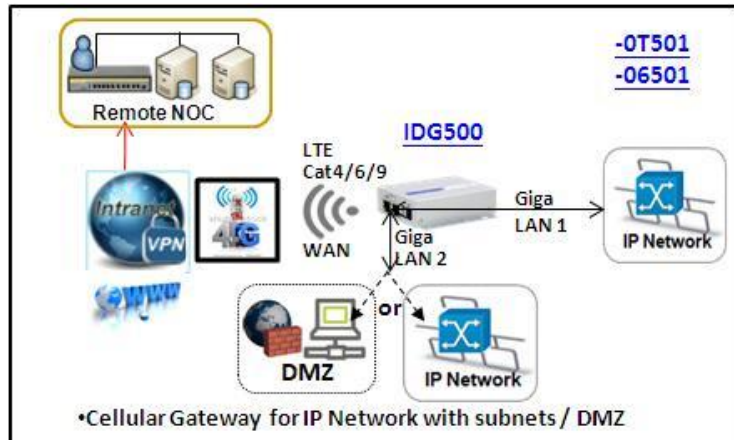 -0T501
-06501
Remote NOC
IDG500
LTE
Cat4/6/9
WAN
Intranet
VPN
4G
WWW
Giga
LAN 1
Giga
LAN 2
IP Network
or
DMZ
IP Network
•Cellular Gateway for IP Network with subnets / DMZ